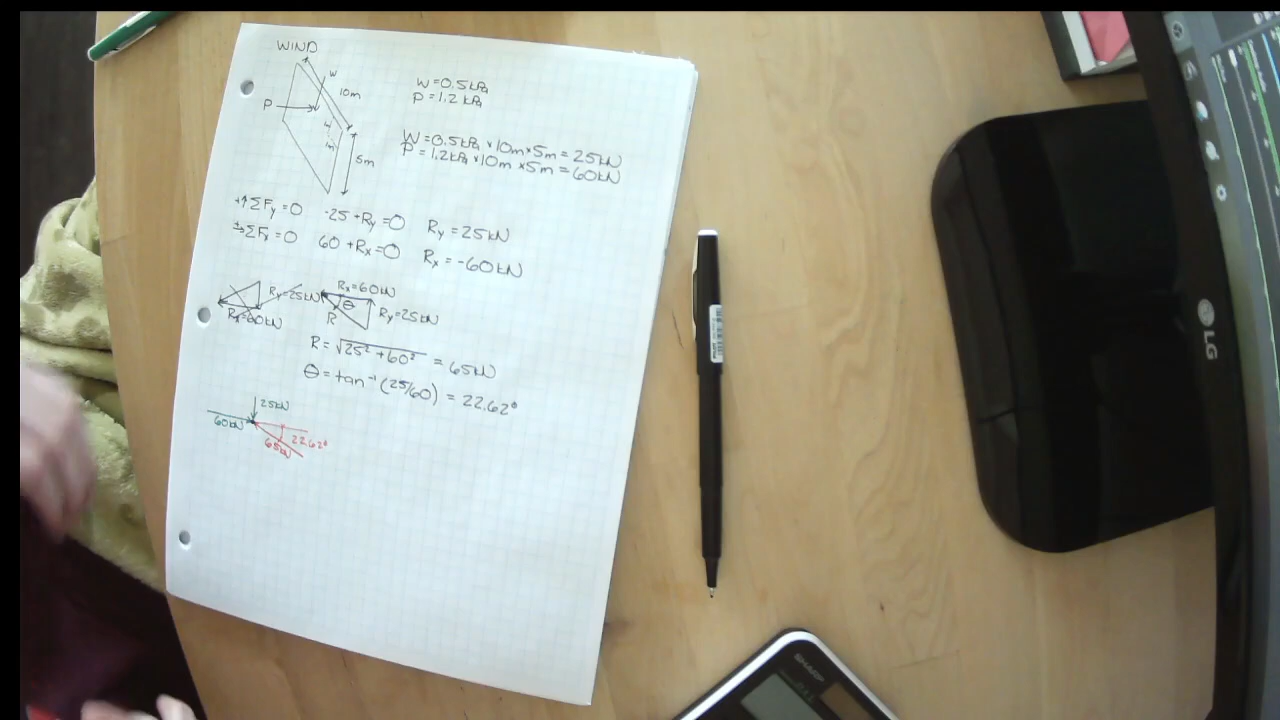 WIND
w
10m
P
5m
w=0.5kPa
p=1.2 kPa
W=0.5kPa ×10m×5m=25kN
P=1.2kPa ×10m ×5m=60kN
+↑ΣFy=0 -25+Ry=0 Ry=25kN
+→ΣFx=0 60+Rx=0 Rx=-60kN
Ry=25kN
Rx=60kN
Rx=60kN
θ
R
Ry=25kN
R=√25²+60² = 65kN
θ=tan⁻¹(25/60) = 22.62°
25kN
60kN
65kN
22.62°
LG
SHARP